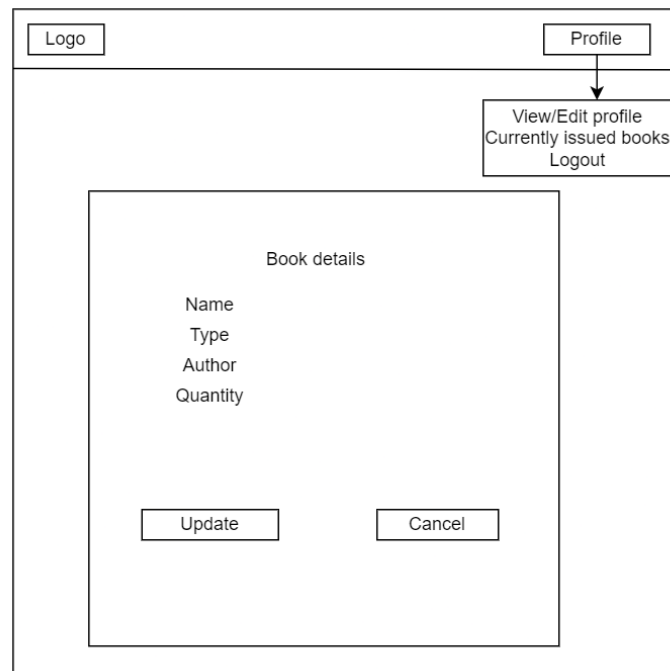 Logo
Profile
View/Edit profile
Currently issued books
Logout
Book details
Name
Type
Author
Quantity
Update
Cancel